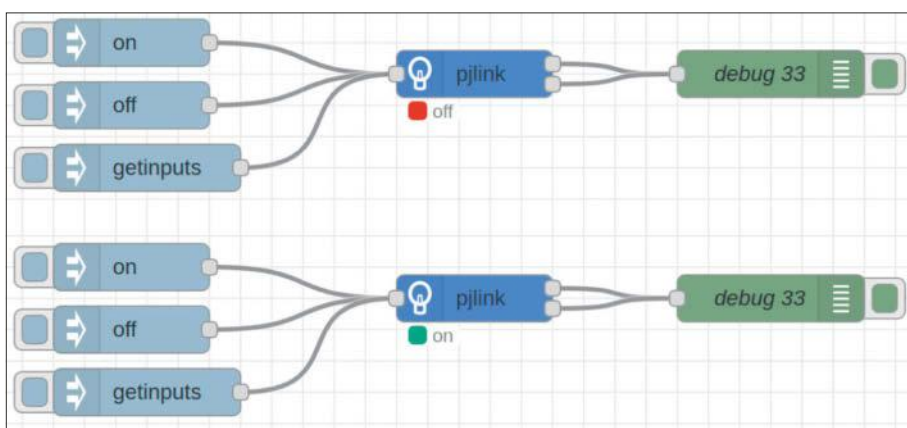 on
pjlink
debug 33
off
off
getinputs
on
pjlink
debug 33
off
on
getinputs